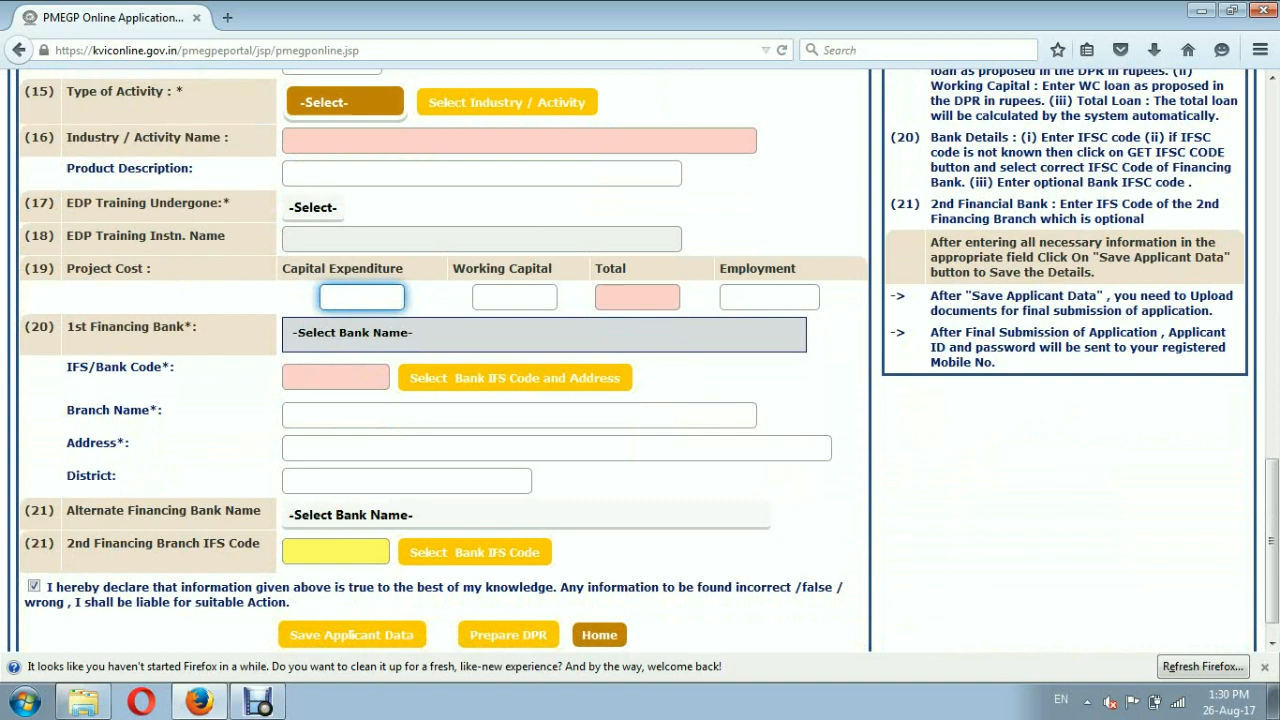 PMEGP Online Application...
https://kviconline.gov.in/pmegpeportal/jsp/pmegponline.jsp
Search
(15) Type of Activity : * -Select- Select Industry / Activity
(16) Industry / Activity Name :
Product Description:
(17) EDP Training Undergone:* -Select-
(18) EDP Training Instn. Name
(19) Project Cost : Capital Expenditure Working Capital Total Employment
(20) 1st Financing Bank*: -Select Bank Name-
IFS/Bank Code*: Select Bank IFS Code and Address
Branch Name*:
Address*:
District:
(21) Alternate Financing Bank Name -Select Bank Name-
(21) 2nd Financing Branch IFS Code Select Bank IFS Code
I hereby declare that information given above is true to the best of my knowledge. Any information to be found incorrect /false /
wrong , I shall be liable for suitable Action.
Save Applicant Data Prepare DPR Home
loan as proposed in the DPR in rupees. (ii)
Working Capital : Enter WC loan as proposed in
the DPR in rupees. (iii) Total Loan : The total loan
will be calculated by the system automatically.
(20) Bank Details : (i) Enter IFSC code (ii) if IFSC
code is not known then click on GET IFSC CODE
button and select correct IFSC Code of Financing
Bank. (iii) Enter optional Bank IFSC code .
(21) 2nd Financial Bank : Enter IFS Code of the 2nd
Financing Branch which is optional
After entering all necessary information in the
appropriate field Click On "Save Applicant Data"
button to Save the Details.
-> After "Save Applicant Data" , you need to Upload
documents for final submission of application.
-> After Final Submission of Application , Applicant
ID and password will be sent to your registered
Mobile No.
It looks like you haven't started Firefox in a while. Do you want to clean it up for a fresh, like-new experience? And by the way, welcome back!
Refresh Firefox...
EN
1:30 PM
26-Aug-17